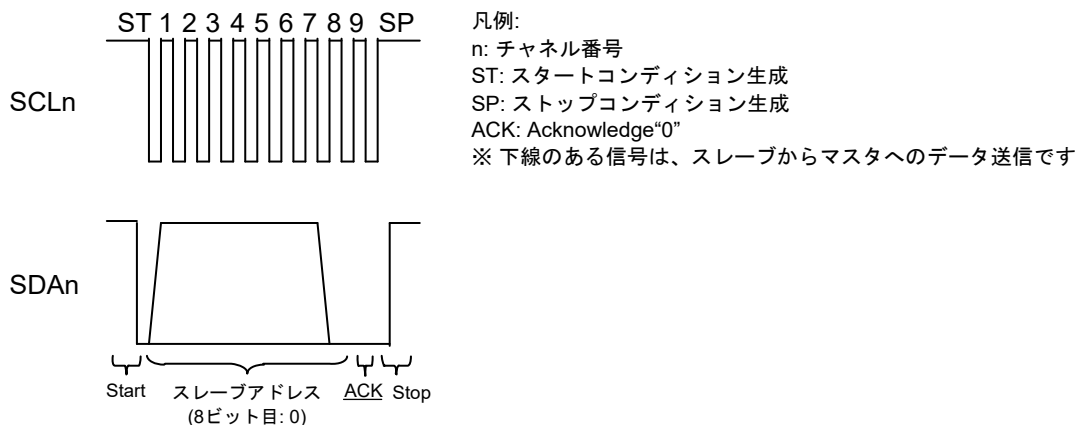 ST 1 2 3 4 5 6 7 8 9 SP
SCLn
凡例:
n: チャネル番号
ST: スタートコンディション生成
SP: ストップコンディション生成
ACK: Acknowledge“0”
※ 下線のある信号は、スレーブからマスタへのデータ送信です
SDAn
Start スレーブアドレス ACK Stop
(8ビット目: 0)